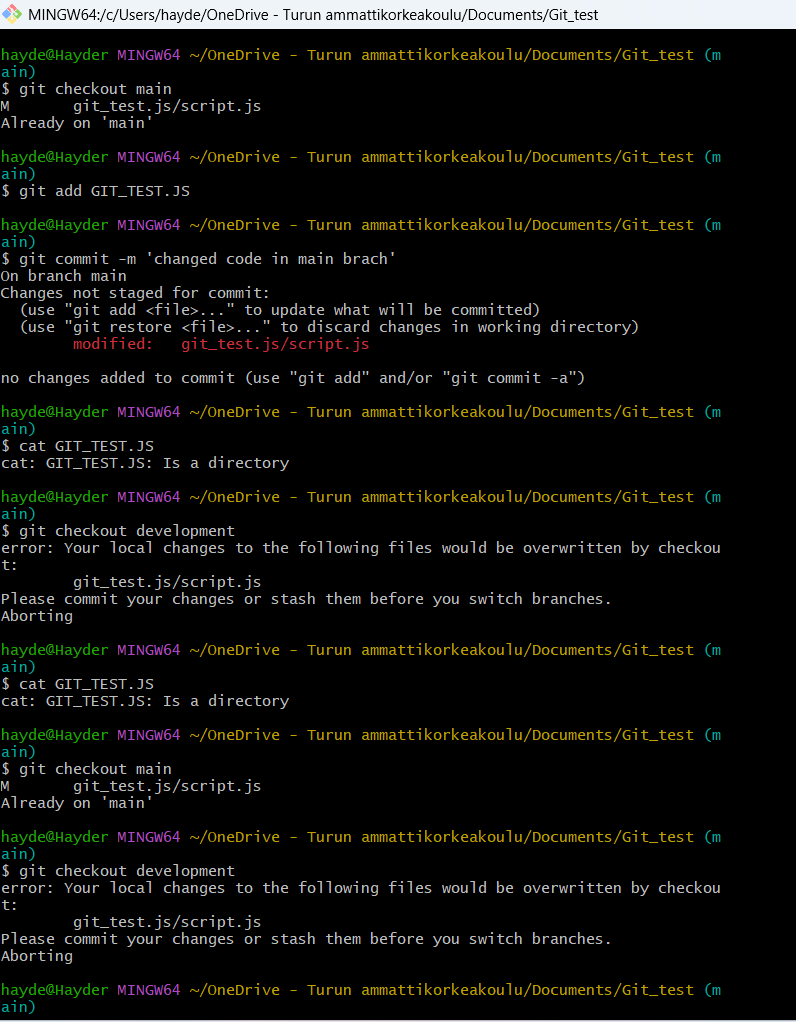 MINGW64:/c/Users/hayde/OneDrive - Turun ammattikorkeakoulu/Documents/Git_test
hayde@Hayder MINGW64 ~/OneDrive - Turun ammattikorkeakoulu/Documents/Git_test (m
ain)
$ git checkout main
M       git_test.js/script.js
Already on 'main'
hayde@Hayder MINGW64 ~/OneDrive - Turun ammattikorkeakoulu/Documents/Git_test (m
ain)
$ git add GIT_TEST.JS
hayde@Hayder MINGW64 ~/OneDrive - Turun ammattikorkeakoulu/Documents/Git_test (m
ain)
$ git commit -m 'changed code in main brach'
On branch main
Changes not staged for commit:
  (use "git add <file>..." to update what will be committed)
  (use "git restore <file>..." to discard changes in working directory)
        modified:   git_test.js/script.js
no changes added to commit (use "git add" and/or "git commit -a")
hayde@Hayder MINGW64 ~/OneDrive - Turun ammattikorkeakoulu/Documents/Git_test (m
ain)
$ cat GIT_TEST.JS
cat: GIT_TEST.JS: Is a directory
hayde@Hayder MINGW64 ~/OneDrive - Turun ammattikorkeakoulu/Documents/Git_test (m
ain)
$ git checkout development
error: Your local changes to the following files would be overwritten by checkou
t:
        git_test.js/script.js
Please commit your changes or stash them before you switch branches.
Aborting
hayde@Hayder MINGW64 ~/OneDrive - Turun ammattikorkeakoulu/Documents/Git_test (m
ain)
$ cat GIT_TEST.JS
cat: GIT_TEST.JS: Is a directory
hayde@Hayder MINGW64 ~/OneDrive - Turun ammattikorkeakoulu/Documents/Git_test (m
ain)
$ git checkout main
M       git_test.js/script.js
Already on 'main'
hayde@Hayder MINGW64 ~/OneDrive - Turun ammattikorkeakoulu/Documents/Git_test (m
ain)
$ git checkout development
error: Your local changes to the following files would be overwritten by checkou
t:
        git_test.js/script.js
Please commit your changes or stash them before you switch branches.
Aborting
hayde@Hayder MINGW64 ~/OneDrive - Turun ammattikorkeakoulu/Documents/Git_test (m
ain)